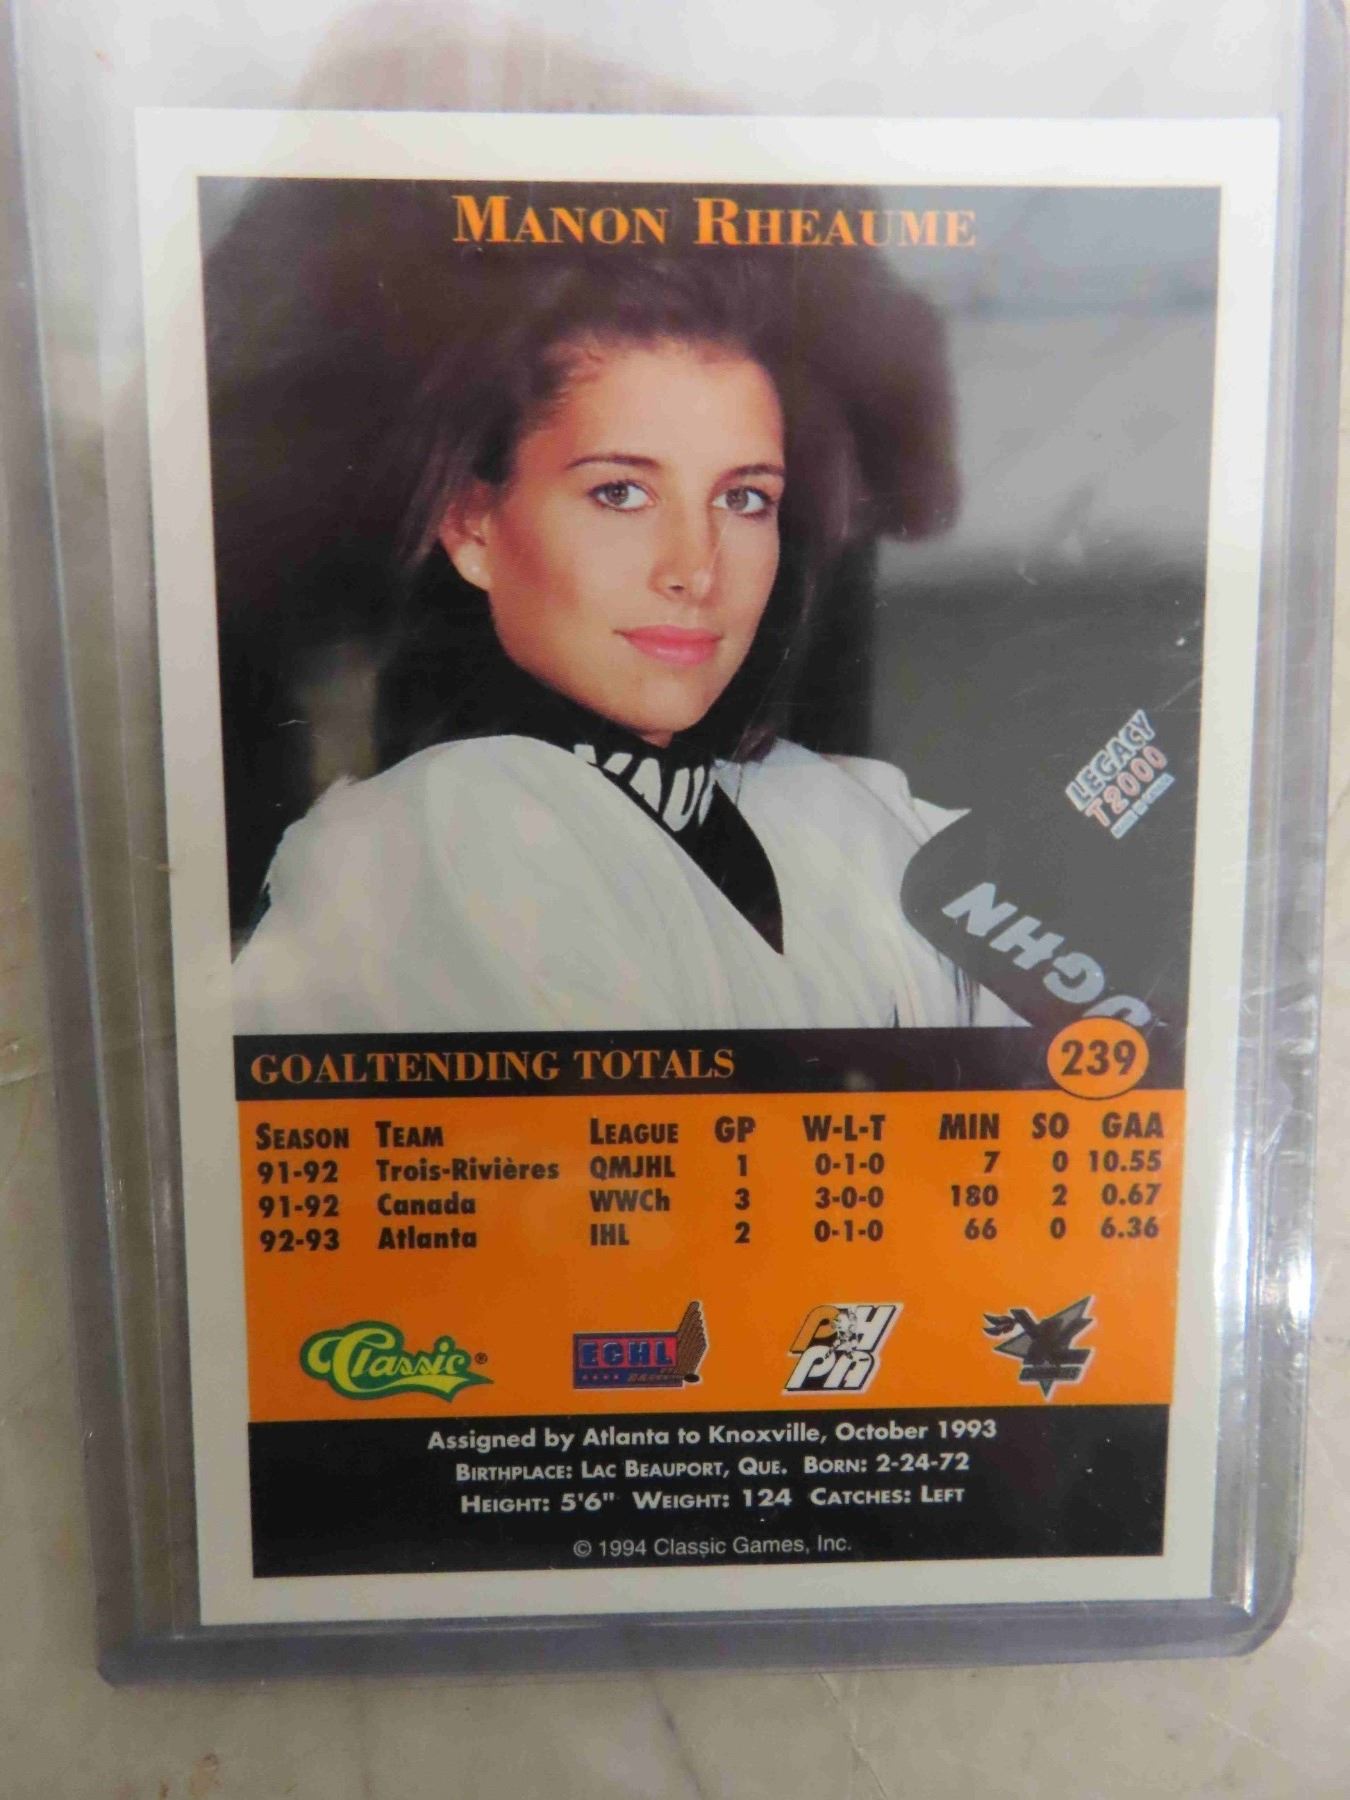 MANON RHEAUME
LEGACY
T2000
UGHN
GOALTENDING TOTALS 239
SEASON TEAM LEAGUE GP W-L-T MIN SO GAA
91-92 Trois-Rivières QMJHL 1 0-1-0 7 0 10.55
91-92 Canada WWCh 3 3-0-0 180 2 0.67
92-93 Atlanta IHL 2 0-1-0 66 0 6.36
Classic® ECHL PHPA
Assigned by Atlanta to Knoxville, October 1993
BIRTHPLACE: LAC BEAUPORT, QUE. BORN: 2-24-72
HEIGHT: 5'6" WEIGHT: 124 CATCHES: LEFT
© 1994 Classic Games, Inc.